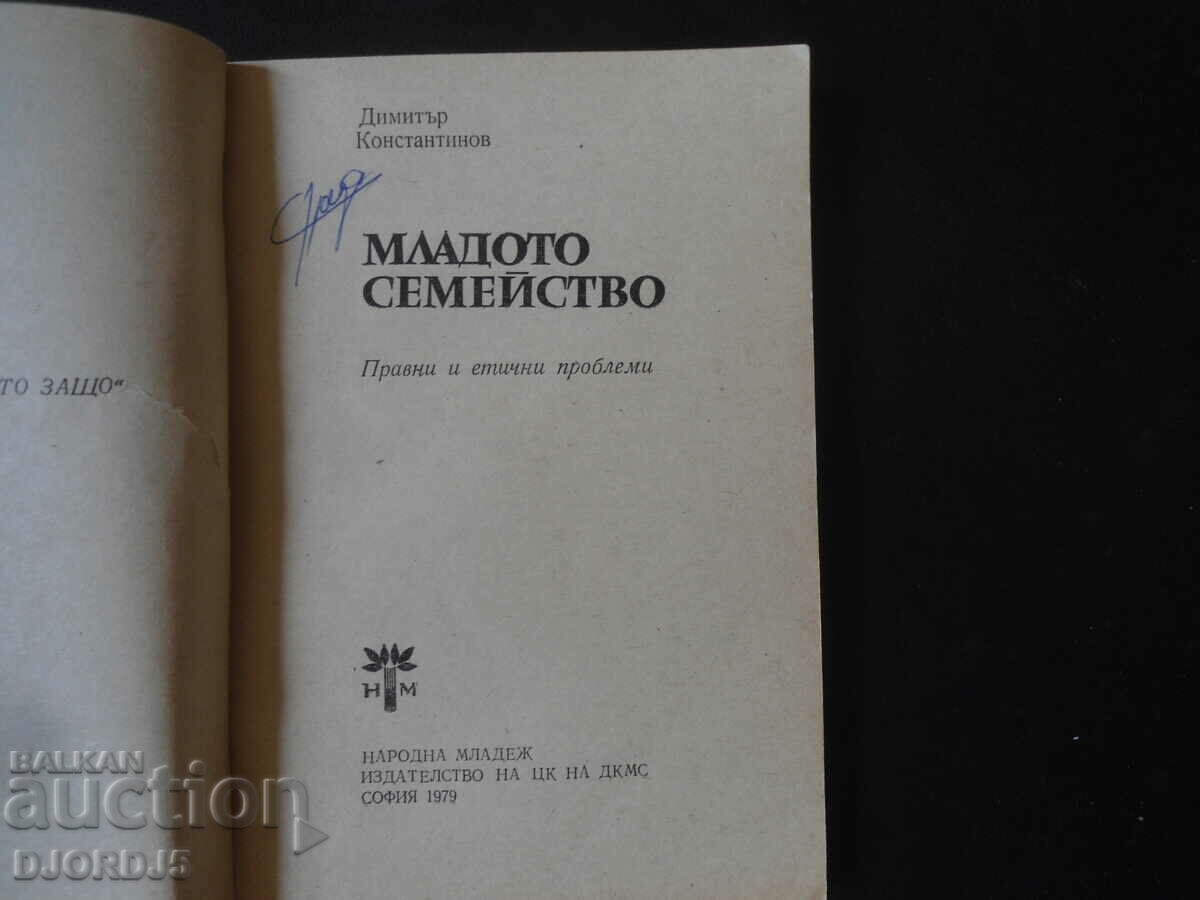 ТО ЗАЩО“
Димитър
Константинов
МЛАДОТО
СЕМЕЙСТВО
Правни и етични проблеми
Н М
НАРОДНА МЛАДЕЖ
ИЗДАТЕЛСТВО НА ЦК НА ДКМС
СОФИЯ 1979
BALKAN
auction
DJORDJ5